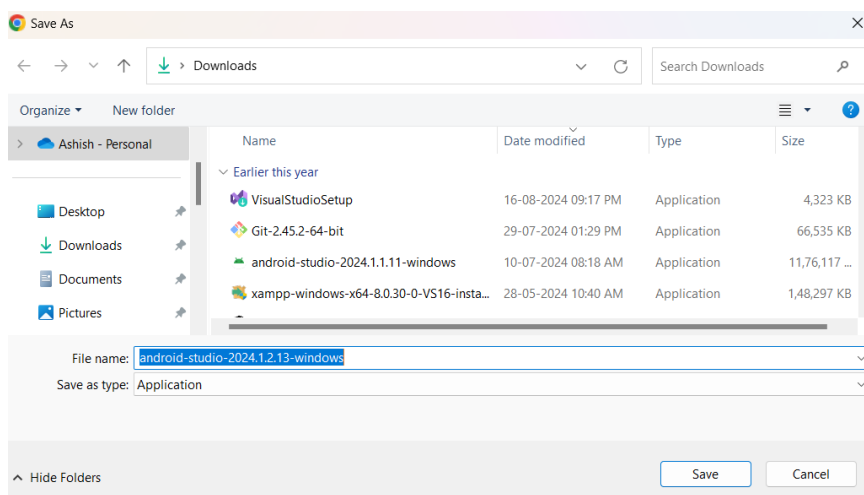 Save As
Downloads
Search Downloads
Organize
New folder
?
Ashish - Personal
Desktop
Downloads
Documents
Pictures
Name Date modified Type Size
Earlier this year
VisualStudioSetup 16-08-2024 09:17 PM Application 4,323 KB
Git-2.45.2-64-bit 29-07-2024 01:29 PM Application 66,535 KB
android-studio-2024.1.1.11-windows 10-07-2024 08:18 AM Application 11,76,117 ...
xampp-windows-x64-8.0.30-0-VS16-insta... 28-05-2024 10:40 AM Application 1,48,297 KB
File name: android-studio-2024.1.2.13-windows
Save as type: Application
Hide Folders
Save
Cancel